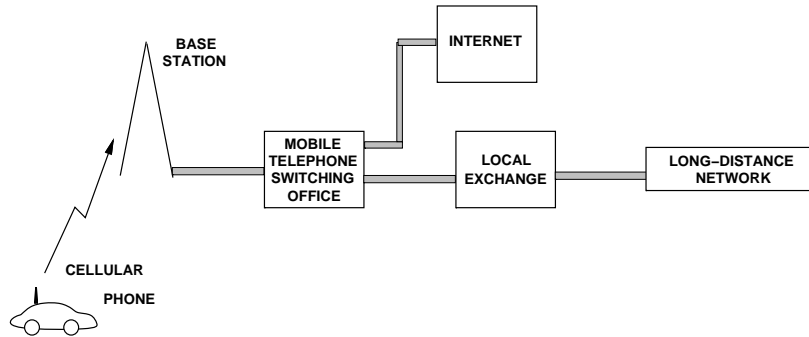 BASE
STATION
INTERNET
MOBILE
TELEPHONE
SWITCHING
OFFICE
LOCAL
EXCHANGE
LONG–DISTANCE
NETWORK
CELLULAR
PHONE